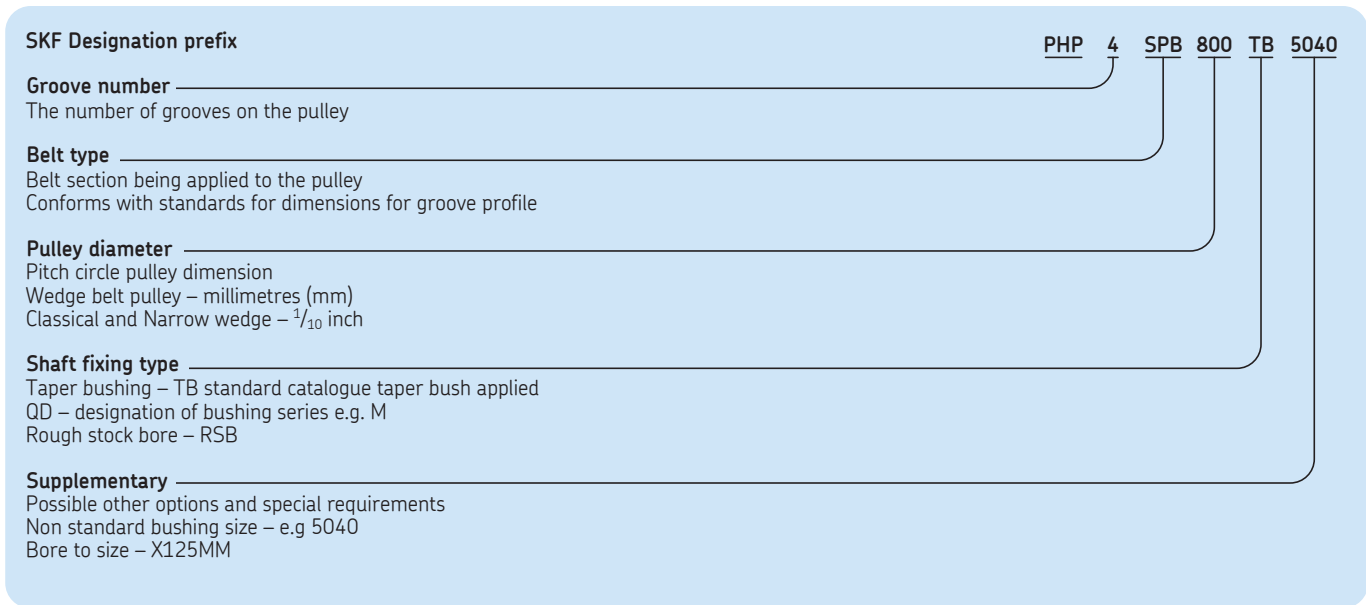 SKF Designation prefix
PHP 4 SPB 800 TB 5040
Groove number
The number of grooves on the pulley
Belt type
Belt section being applied to the pulley
Conforms with standards for dimensions for groove profile
Pulley diameter
Pitch circle pulley dimension
Wedge belt pulley – millimetres (mm)
Classical and Narrow wedge – 1/10 inch
Shaft fixing type
Taper bushing – TB standard catalogue taper bush applied
QD – designation of bushing series e.g. M
Rough stock bore – RSB
Supplementary
Possible other options and special requirements
Non standard bushing size – e.g 5040
Bore to size – X125MM